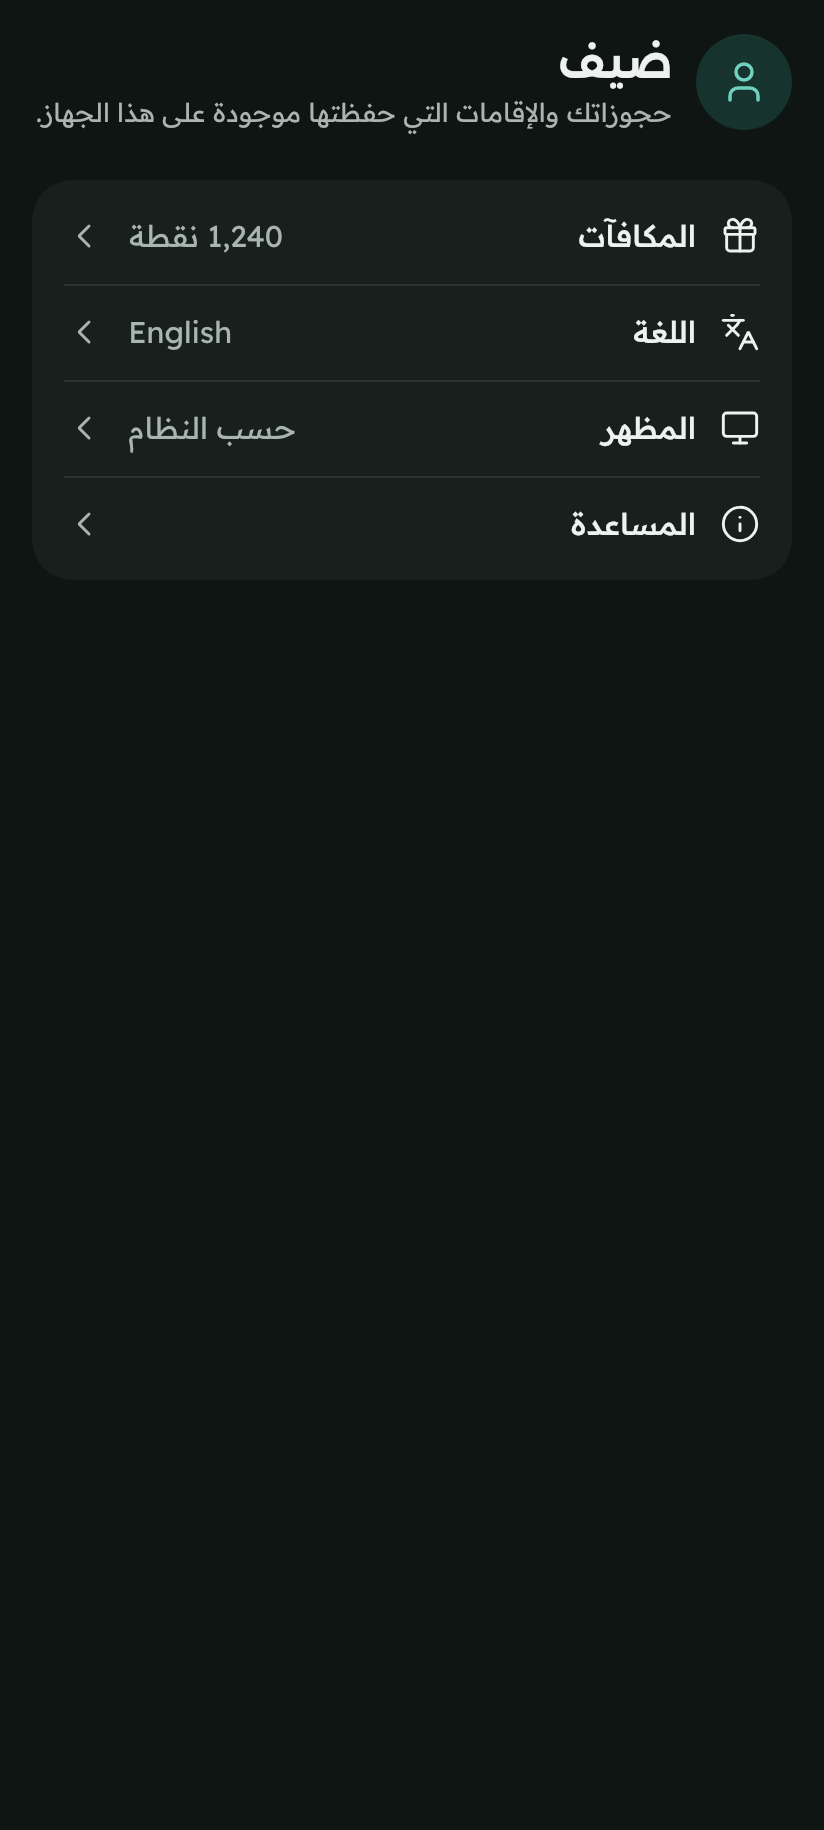 ضيف
حجوزاتك والإقامات التي حفظتها موجودة على هذا الجهاز.
المكافآت 1,240 نقطة
اللغة English
المظهر حسب النظام
المساعدة